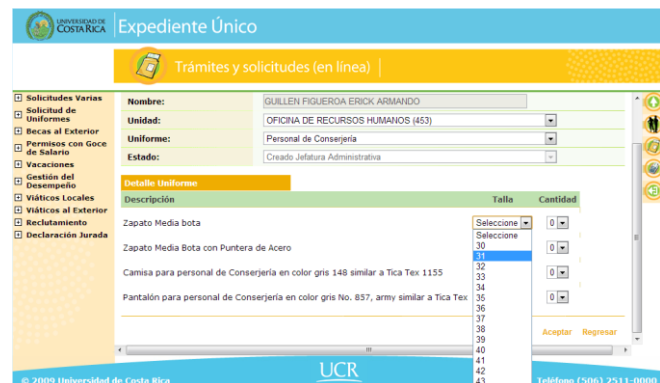 UNIVERSIDAD DE
COSTA RICA
Expediente Único
Trámites y solicitudes (en línea)
Solicitudes Varias
Solicitud de
Uniformes
Becas al Exterior
Permisos con Goce
de Salario
Vacaciones
Gestión del
Desempeño
Viáticos Locales
Viáticos al Exterior
Reclutamiento
Declaración Jurada
Nombre: GUILLEN FIGUEROA ERICK ARMANDO
Unidad: OFICINA DE RECURSOS HUMANOS (453)
Uniforme: Personal de Conserjería
Estado: Creado Jefatura Administrativa
Detalle Uniforme
Descripción Talla Cantidad
Zapato Media bota Seleccione 0
Seleccione
30
31
Zapato Media Bota con Puntera de Acero 0
32
33
Camisa para personal de Conserjería en color gris 148 similar a Tica Tex 1155 0
34
35
Pantalón para personal de Conserjería en color gris No. 857, army similar a Tica Tex 0
36
37
38
39
Aceptar Regresar
40
41
42
43
© 2009 Universidad de Costa Rica
UCR
Teléfono (506) 2511-0000